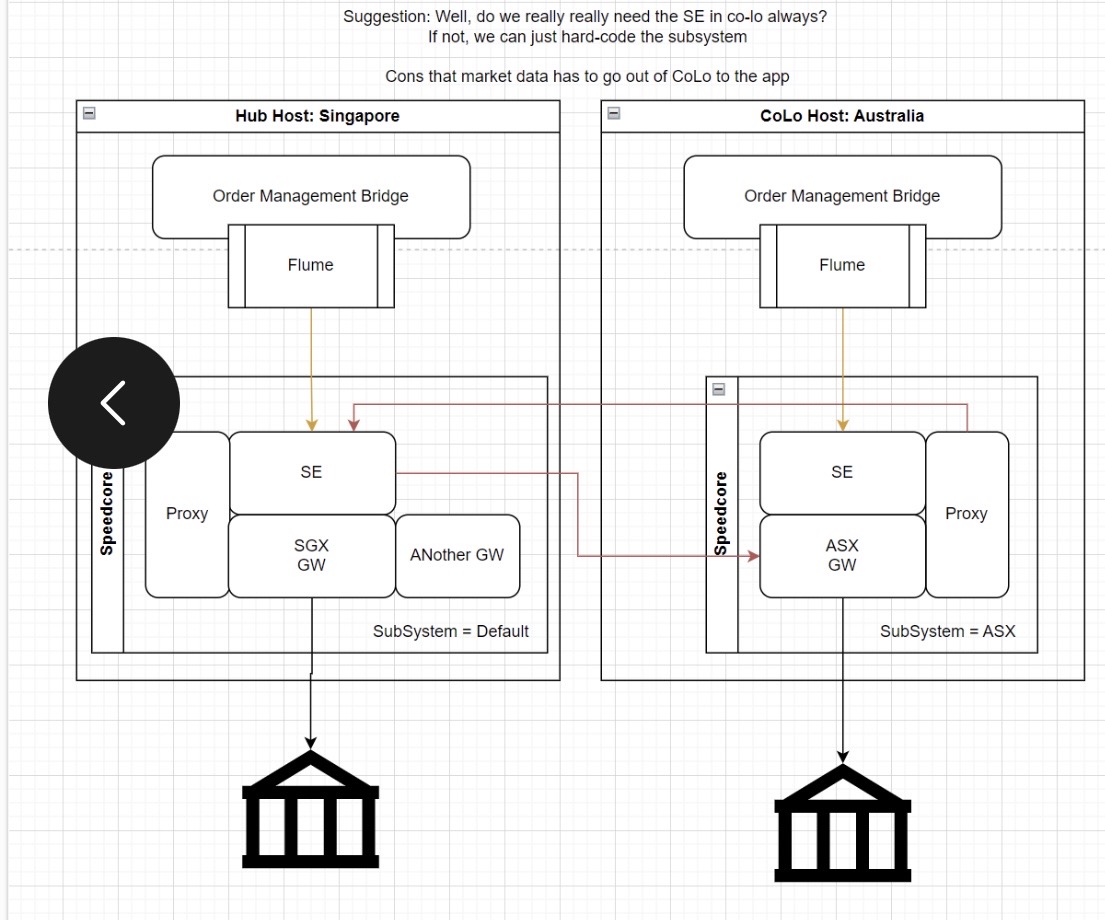 Suggestion: Well, do we really really need the SE in co-lo always?
If not, we can just hard-code the subsystem
Cons that market data has to go out of CoLo to the app
Hub Host: Singapore
Order Management Bridge
Flume
Speedcore
Proxy
SE
SGX
GW
ANother GW
SubSystem = Default
CoLo Host: Australia
Order Management Bridge
Flume
Speedcore
SE
ASX
GW
Proxy
SubSystem = ASX